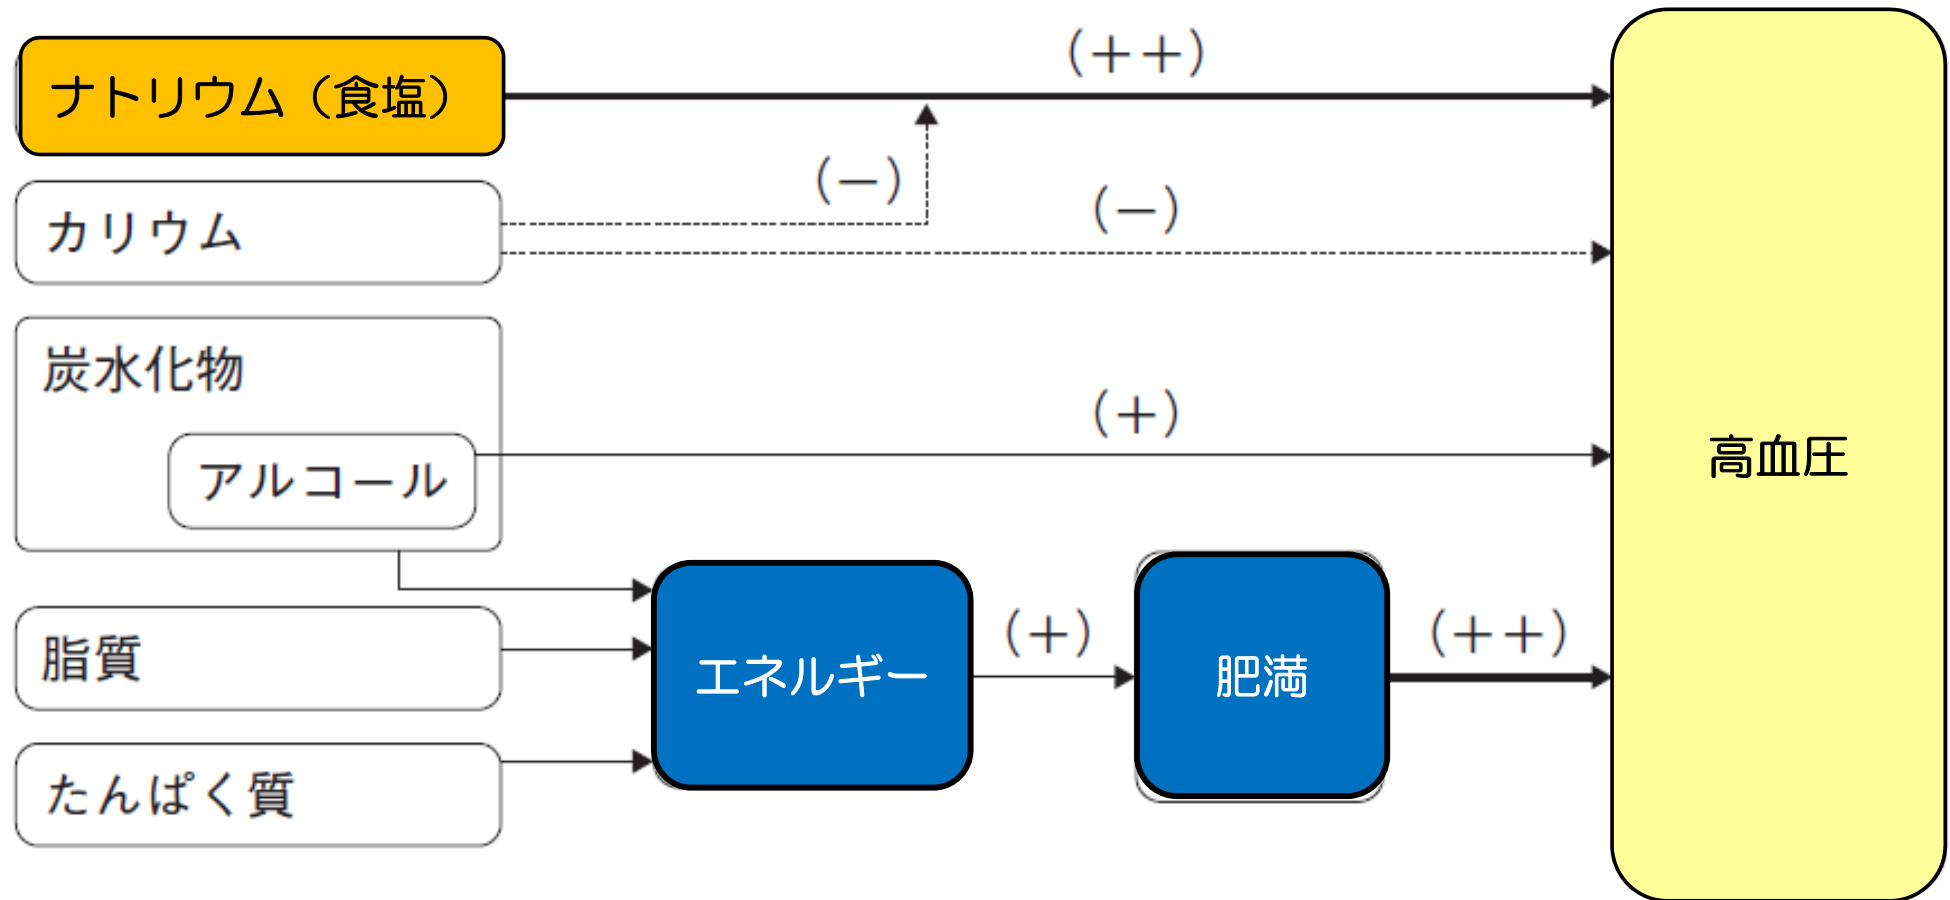 ナトリウム（食塩）
（＋＋）
（－）
カリウム
（－）
炭水化物
（＋）
アルコール
高血圧
脂質
エネルギー
（＋）
肥満
（＋＋）
たんぱく質